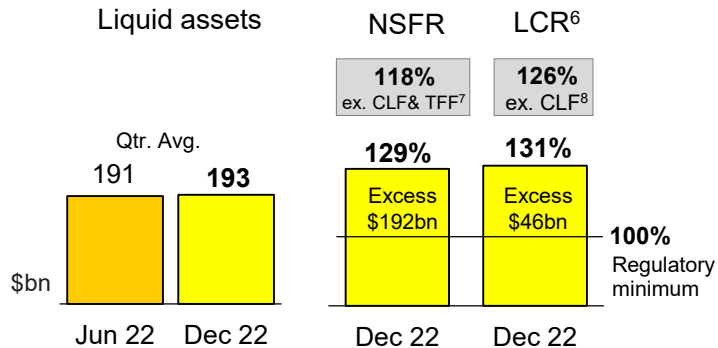 Liquid assets
NSFR
LCR⁶
118%
ex. CLF& TFF⁷
126%
ex. CLF⁸
Qtr. Avg.
191
193
129%
131%
Excess
$192bn
Excess
$46bn
100%
Regulatory
minimum
$bn
Jun 22
Dec 22
Dec 22
Dec 22